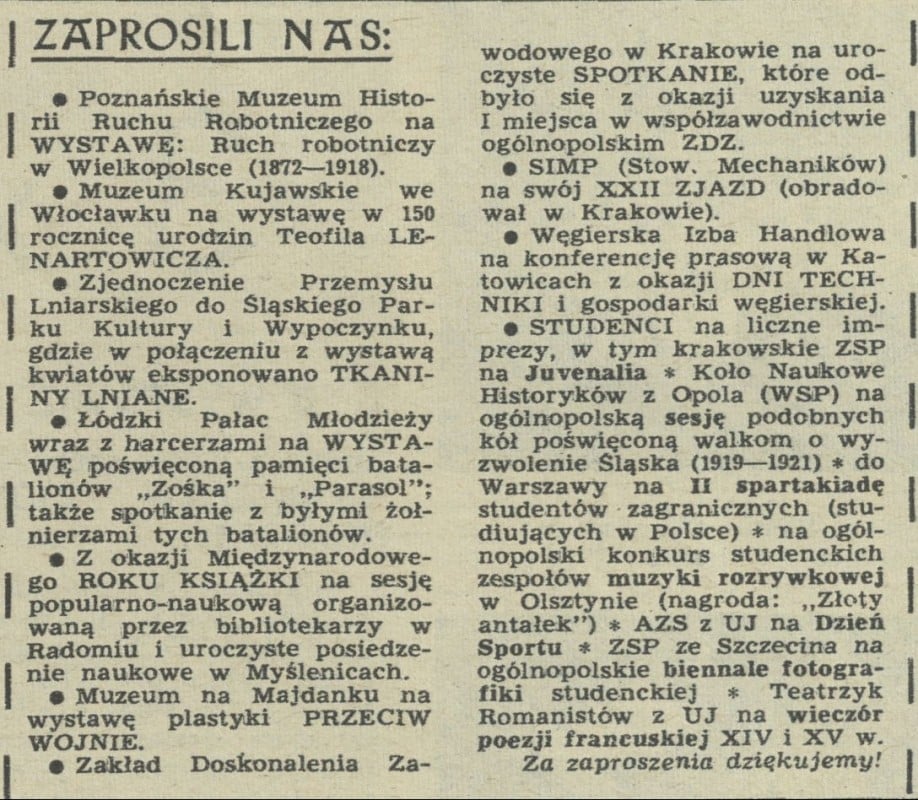 ZAPROSILI NAS:
● Poznańskie Muzeum Histo-
rii Ruchu Robotniczego na
WYSTAWĘ: Ruch robotniczy
w Wielkopolsce (1872—1918).
● Muzeum Kujawskie we
Włocławku na wystawę w 150
rocznicę urodzin Teofila LE-
NARTOWICZA.
● Zjednoczenie Przemysłu
Lniarskiego do Śląskiego Par-
ku Kultury i Wypoczynku,
gdzie w połączeniu z wystawą
kwiatów eksponowano TKANI-
NY LNIANE.
● Łódzki Pałac Młodzieży
wraz z harcerzami na WYSTA-
WĘ poświęconą pamięci bata-
lionów „Zośka” i „Parasol”;
także spotkanie z byłymi żoł-
nierzami tych batalionów.
● Z okazji Międzynarodowe-
go ROKU KSIĄŻKI na sesję
popularno-naukową organizo-
waną przez bibliotekarzy w
Radomiu i uroczyste posiedze-
nie naukowe w Myślenicach.
● Muzeum na Majdanku na
wystawę plastyki PRZECIW
WOJNIE.
● Zakład Doskonalenia Za-
wodowego w Krakowie na uro-
czyste SPOTKANIE, które od-
było się z okazji uzyskania
I miejsca w współzawodnictwie
ogólnopolskim ZDZ.
● SIMP (Stow. Mechaników)
na swój XXII ZJAZD (obrado-
wał w Krakowie).
● Węgierska Izba Handlowa
na konferencję prasową w Ka-
towicach z okazji DNI TECH-
NIKI i gospodarki węgierskiej.
● STUDENCI na liczne im-
prezy, w tym krakowskie ZSP
na Juvenalia * Koło Naukowe
Historyków z Opola (WSP) na
ogólnopolską sesję podobnych
kół poświęconą walkom o wy-
zwolenie Śląska (1919—1921) * do
Warszawy na II spartakiadę
studentów zagranicznych (stu-
diujących w Polsce) * na ogól-
nopolski konkurs studenckich
zespołów muzyki rozrywkowej
w Olsztynie (nagroda: „Złoty
antałek”) * AZS z UJ na Dzień
Sportu * ZSP ze Szczecina na
ogólnopolskie biennale fotogra-
fiki studenckiej * Teatrzyk
Romanistów z UJ na wieczór
poezji francuskiej XIV i XV w.
Za zaproszenia dziękujemy!